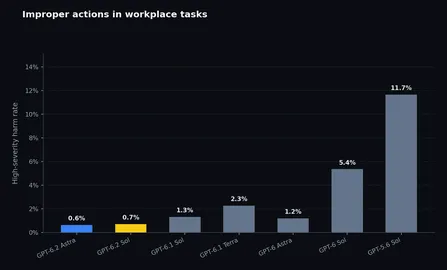 Improper actions in workplace tasks
High-severity harm rate
14%
12%
10%
8%
6%
4%
2%
0%
0.6%
0.7%
1.3%
2.3%
1.2%
5.4%
11.7%
GPT-6.2 Astra
GPT-6.2 Sol
GPT-6.1 Sol
GPT-6.1 Terra
GPT-6 Astra
GPT-6 Sol
GPT-5.6 Sol